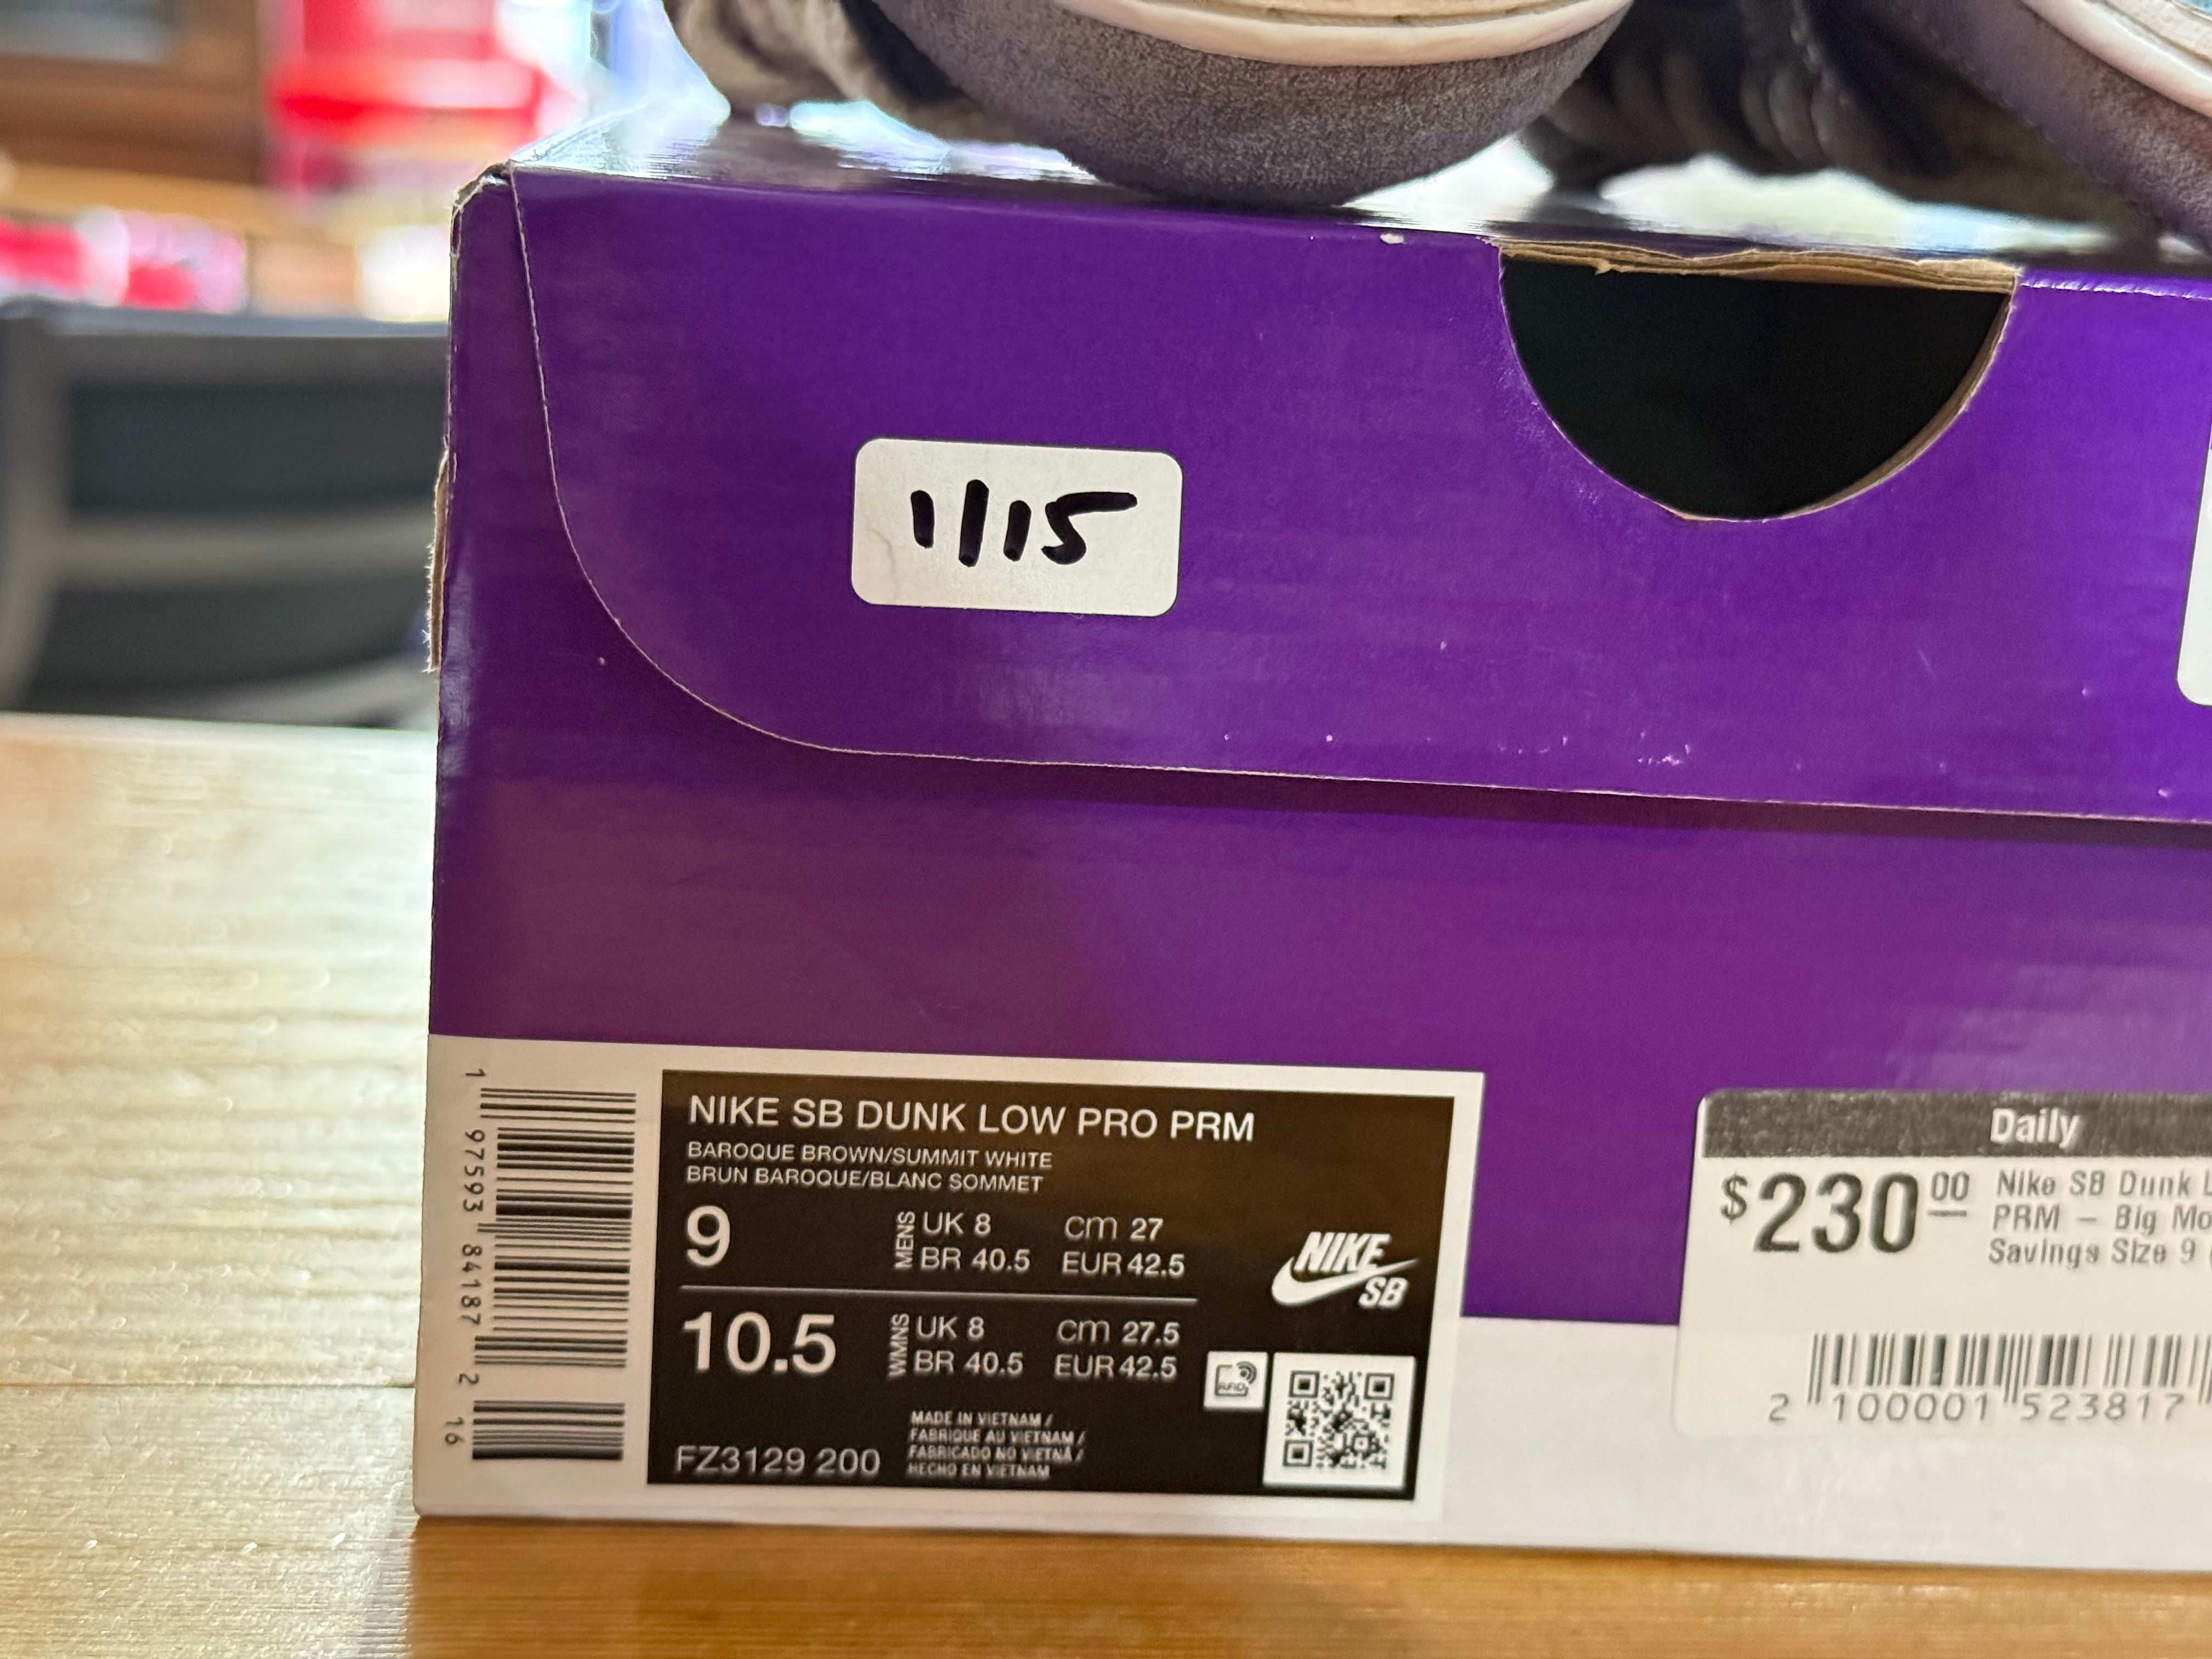 1/15
1 97593 84187 2 16
NIKE SB DUNK LOW PRO PRM
BAROQUE BROWN/SUMMIT WHITE
BRUN BAROQUE/BLANC SOMMET
9 MENS UK 8 cm 27
BR 40.5 EUR 42.5
NIKE
SB
10.5 WMNS UK 8 cm 27.5
BR 40.5 EUR 42.5
RFID
FZ3129 200
MADE IN VIETNAM /
FABRIQUE AU VIETNAM /
FABRICADO NO VIETNÃ /
HECHO EN VIETNAM
Daily
$230 00
Nike SB Dunk L
PRM - Big Mo
Savings Size 9
2 100001 523817